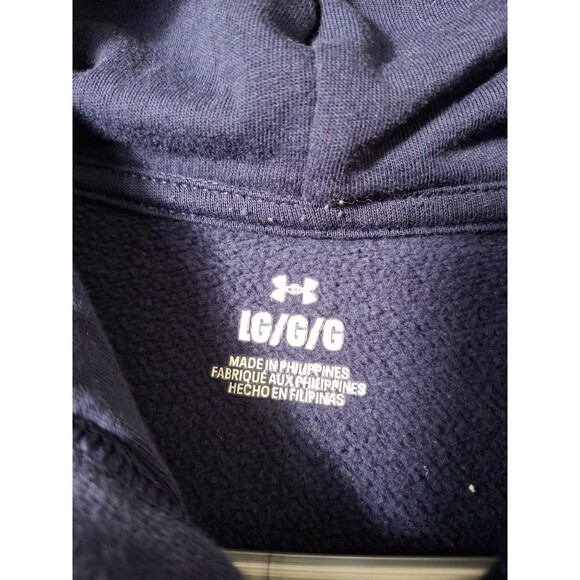 LG/G/G
MADE IN PHILIPPINES
FABRIQUÉ AUX PHILIPPINES
HECHO EN FILIPINAS